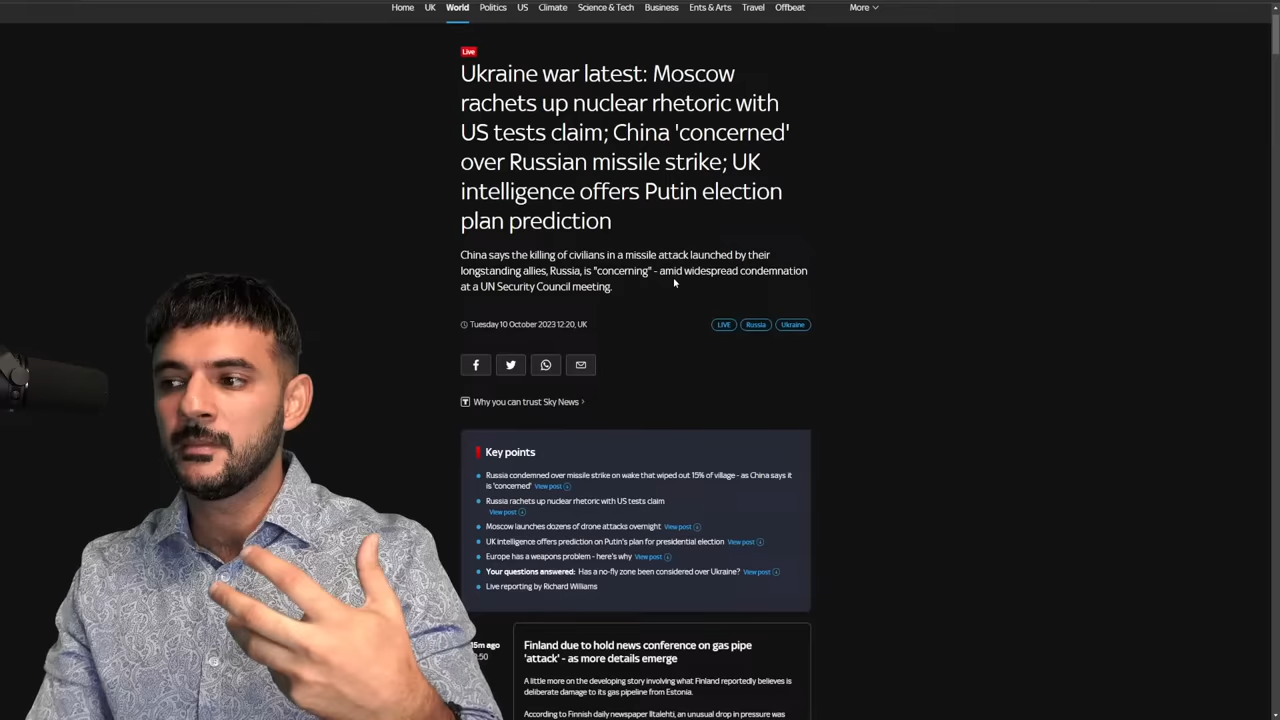 Home UK World Politics US Climate Science & Tech Business Ents & Arts Travel Offbeat More
Live
Ukraine war latest: Moscow
rachets up nuclear rhetoric with
US tests claim; China 'concerned'
over Russian missile strike; UK
intelligence offers Putin election
plan prediction
China says the killing of civilians in a missile attack launched by their
longstanding allies, Russia, is "concerning" - amid widespread condemnation
at a UN Security Council meeting.
Tuesday 10 October 2023 12:20, UK
LIVE Russia Ukraine
Why you can trust Sky News
Key points
Russia condemned over missile strike on wake that wiped out 15% of village - as China says it
is 'concerned' View post
Russia rachets up nuclear rhetoric with US tests claim
View post
Moscow launches dozens of drone attacks overnight View post
UK intelligence offers prediction on Putin's plan for presidential election View post
Europe has a weapons problem - here's why View post
Your questions answered: Has a no-fly zone been considered over Ukraine? View post
Live reporting by Richard Williams
15m ago
:50
Finland due to hold news conference on gas pipe
'attack' - as more details emerge
A little more on the developing story involving what Finland reportedly believes is
deliberate damage to its gas pipeline from Estonia.
According to Finnish daily newspaper Iltalehti, an unusual drop in pressure was